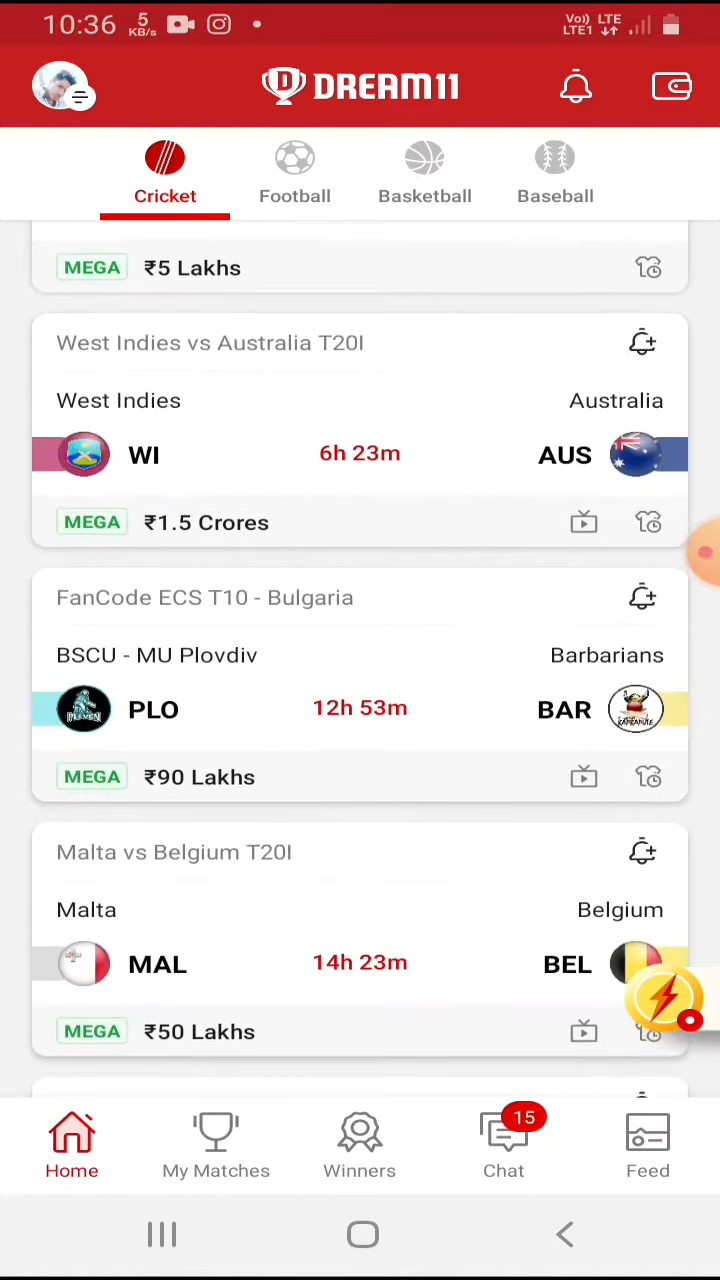 10:36 5 KB/s Vo)) LTE LTE1
DREAM11
Cricket Football Basketball Baseball
MEGA ₹5 Lakhs
West Indies vs Australia T20I
West Indies Australia
WI 6h 23m AUS
MEGA ₹1.5 Crores
FanCode ECS T10 - Bulgaria
BSCU - MU Plovdiv Barbarians
PLO 12h 53m BAR
MEGA ₹90 Lakhs
Malta vs Belgium T20I
Malta Belgium
MAL 14h 23m BEL
MEGA ₹50 Lakhs
15
Home My Matches Winners Chat Feed